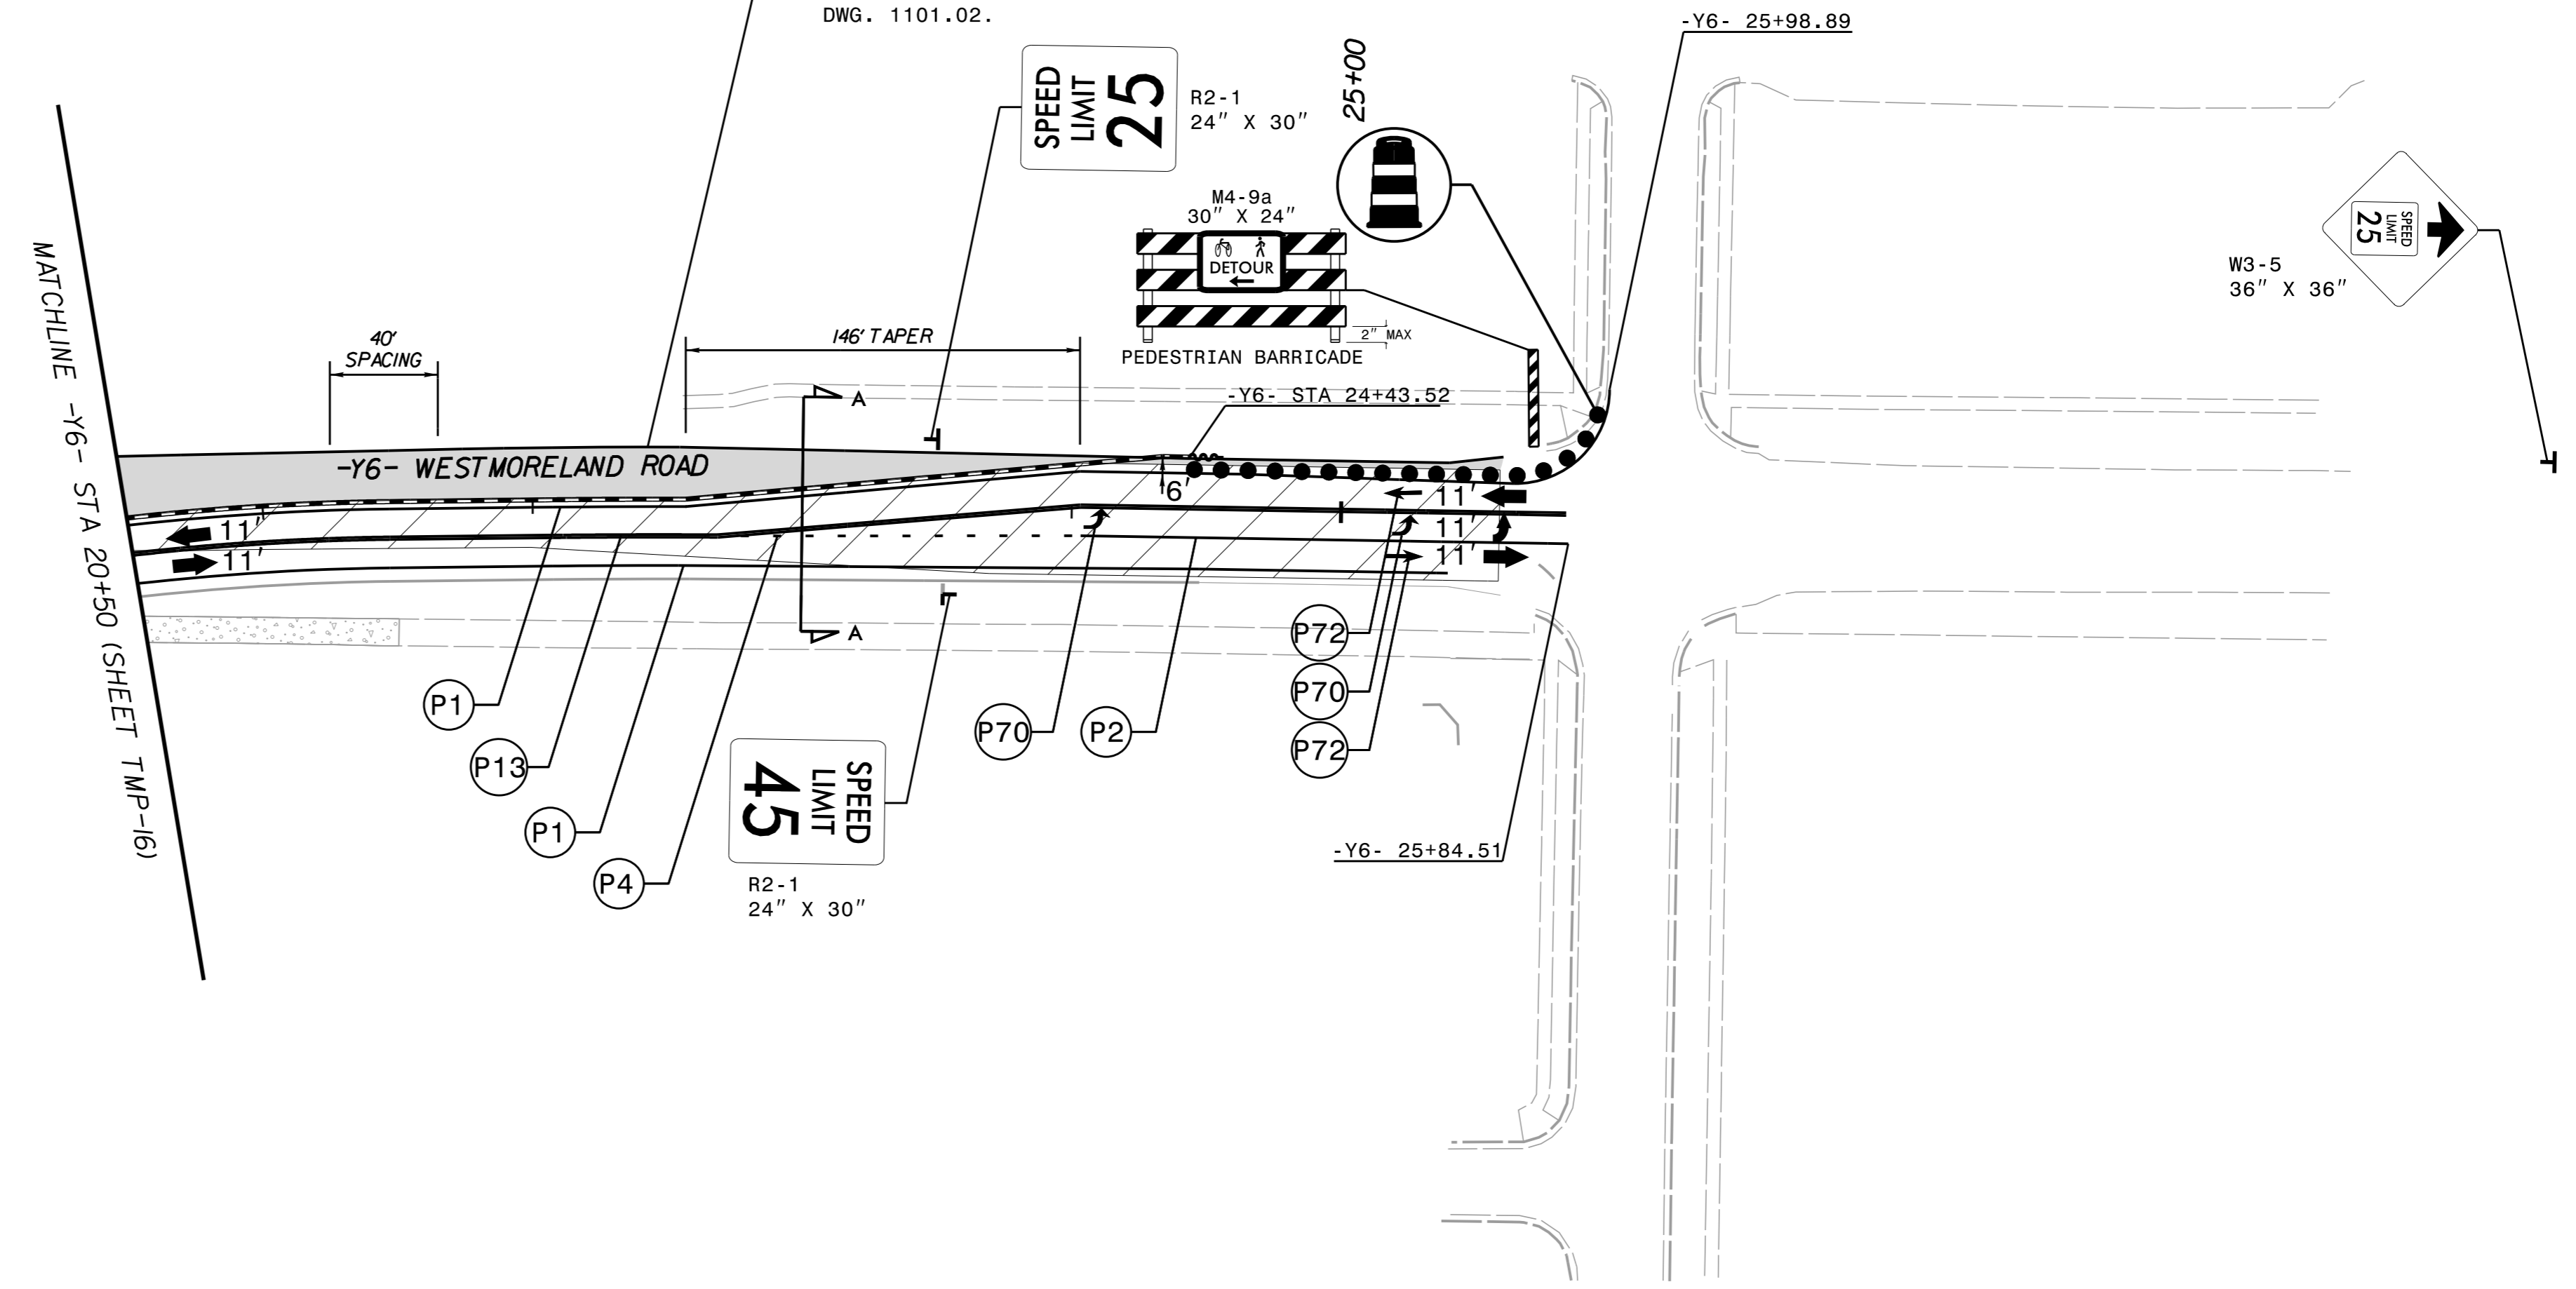 DWG. 1101.02.
-Y6- 25+98.89
25+00
SPEED
LIMIT
25
R2-1
24" X 30"
M4-9a
30" X 24"
DETOUR
2" MAX
PEDESTRIAN BARRICADE
SPEED
LIMIT
25
W3-5
36" X 36"
MATCHLINE -Y6- STA 20+50 (SHEET TMP-16)
40'
SPACING
146' TAPER
A
-Y6- STA 24+43.52
-Y6- WESTMORELAND ROAD
6'
11'
11'
11'
11'
11'
A
P1
P13
P1
P4
P70
P2
P72
P70
P72
SPEED
LIMIT
45
R2-1
24" X 30"
-Y6- 25+84.51